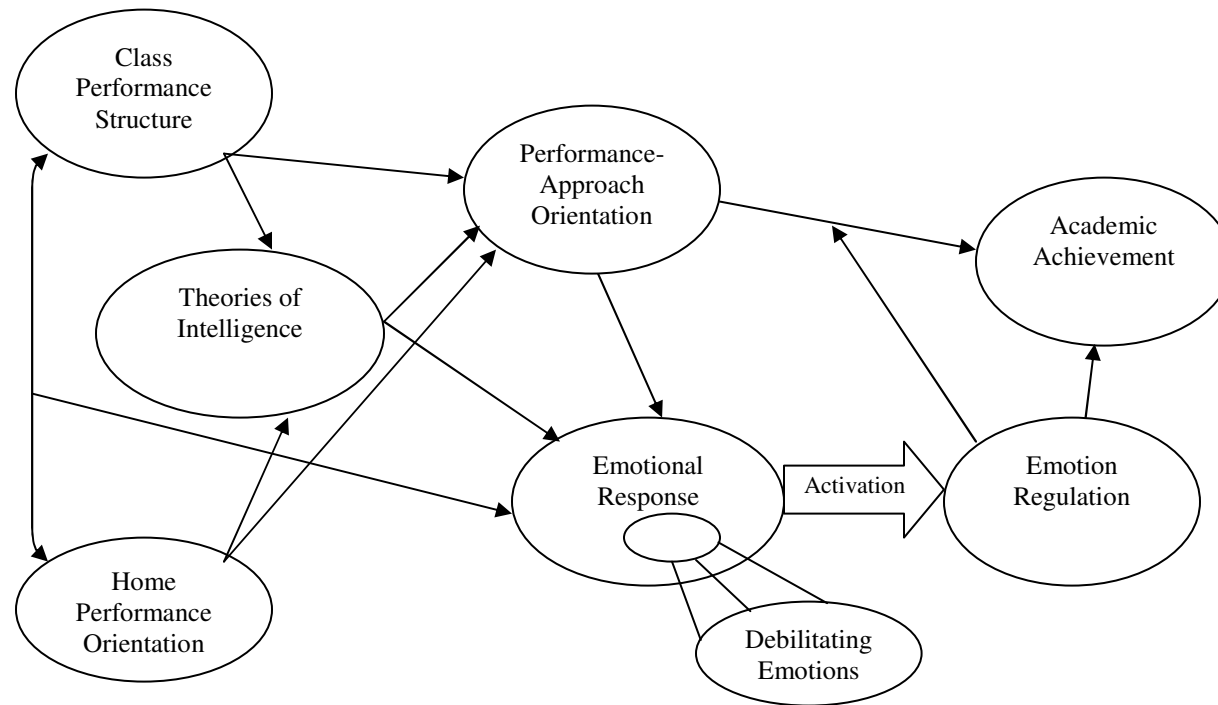 Class
Performance
Structure
Performance-
Approach
Orientation
Academic
Achievement
Theories of
Intelligence
Emotional
Response
Activation
Emotion
Regulation
Home
Performance
Orientation
Debilitating
Emotions